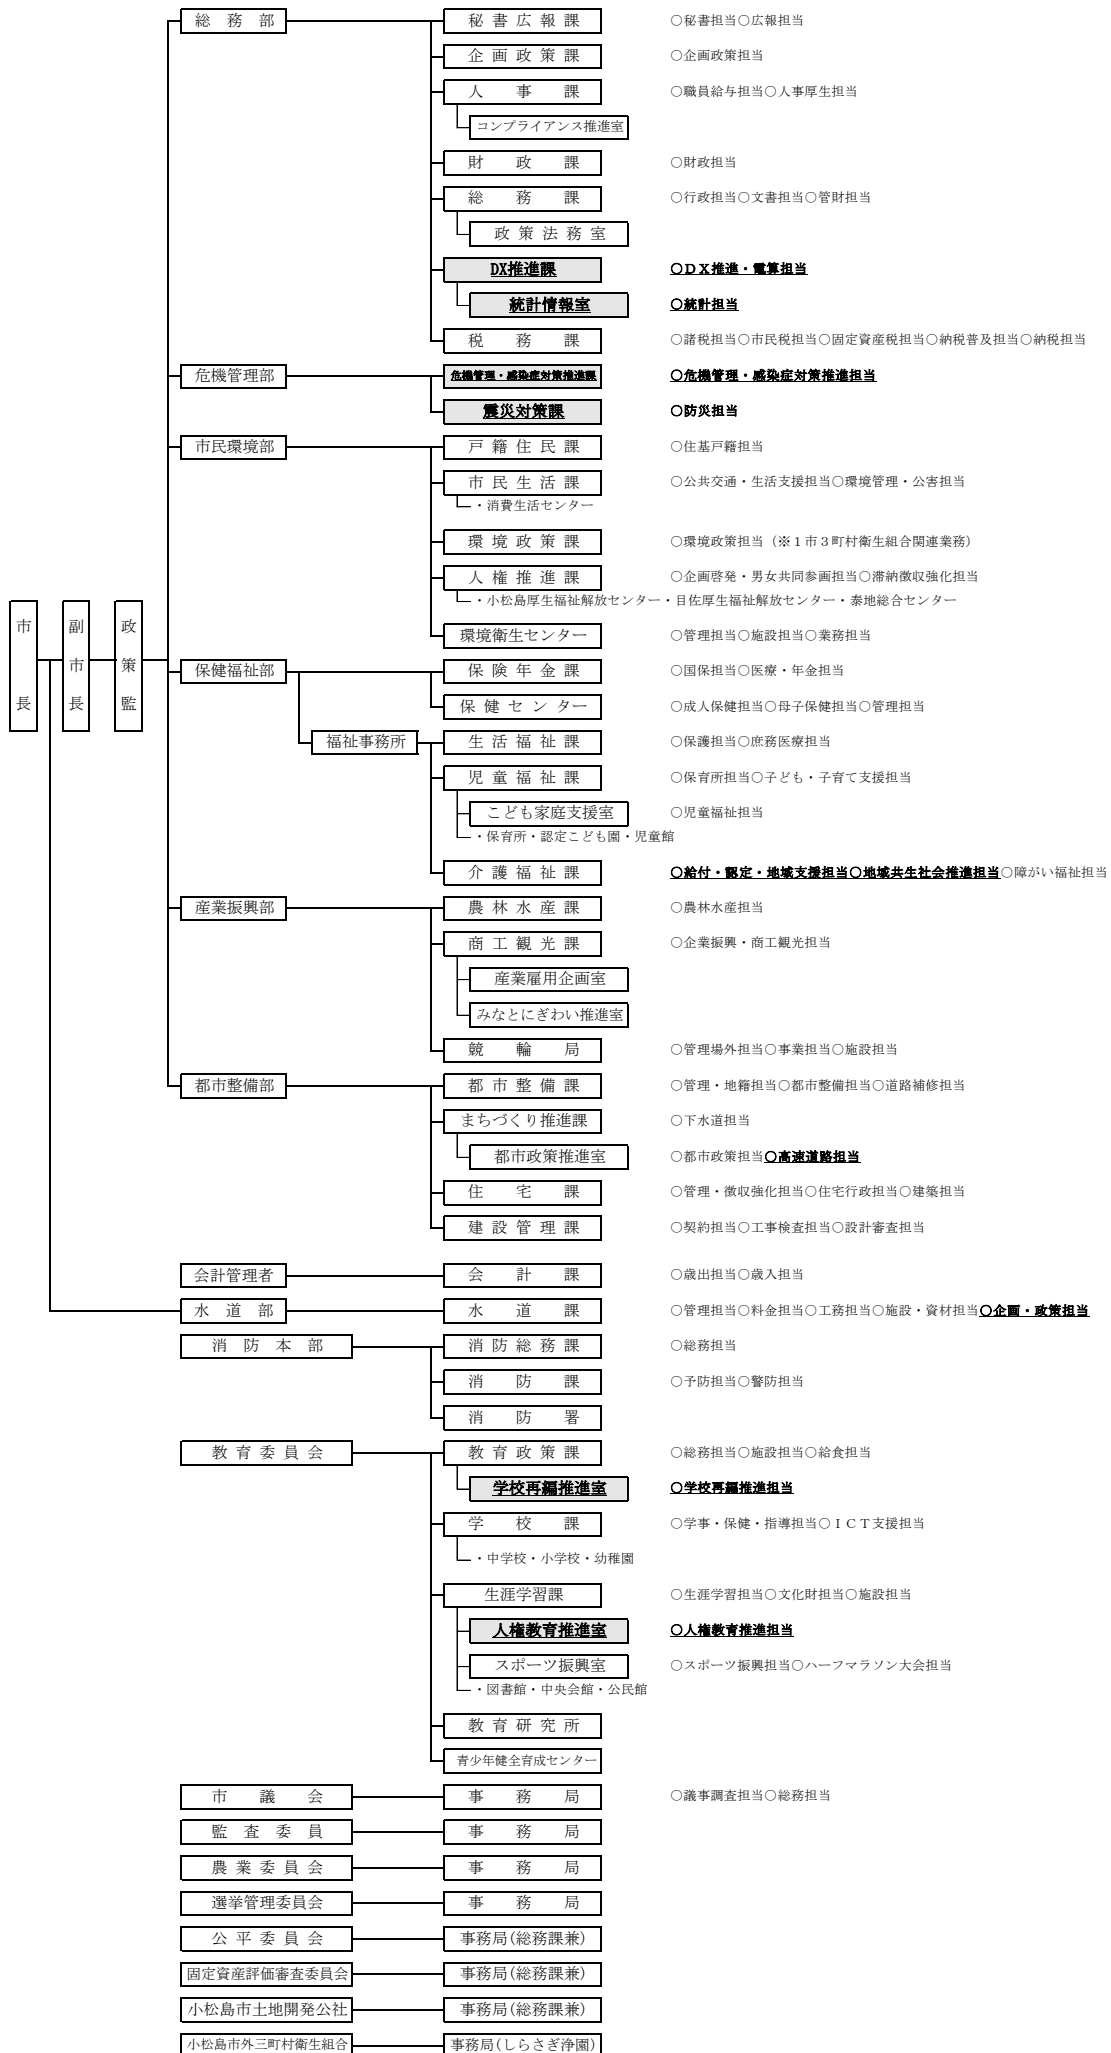 総務部 秘書広報課 ○秘書担当○広報担当
企画政策課 ○企画政策担当
人事課 ○職員給与担当○人事厚生担当
コンプライアンス推進室
財政課 ○財政担当
総務課 ○行政担当○文書担当○管財担当
政策法務室
DX推進課 ○ＤＸ推進・電算担当
統計情報室 ○統計担当
税務課 ○諸税担当○市民税担当○固定資産税担当○納税普及担当○納税担当
危機管理部 危機管理・感染症対策推進課 ○危機管理・感染症対策推進担当
震災対策課 ○防災担当
市民環境部 戸籍住民課 ○住基戸籍担当
市民生活課 ○公共交通・生活支援担当○環境管理・公害担当
・消費生活センター
環境政策課 ○環境政策担当（※１市３町村衛生組合関連業務）
人権推進課 ○企画啓発・男女共同参画担当○滞納徴収強化担当
・小松島厚生福祉解放センター・目佐厚生福祉解放センター・泰地総合センター
環境衛生センター ○管理担当○施設担当○業務担当
市長
副市長
政策監
保健福祉部 保険年金課 ○国保担当○医療・年金担当
保健センター ○成人保健担当○母子保健担当○管理担当
福祉事務所 生活福祉課 ○保護担当○庶務医療担当
児童福祉課 ○保育所担当○子ども・子育て支援担当
こども家庭支援室 ○児童福祉担当
・保育所・認定こども園・児童館
介護福祉課 ○給付・認定・地域支援担当○地域共生社会推進担当○障がい福祉担当
産業振興部 農林水産課 ○農林水産担当
商工観光課 ○企業振興・商工観光担当
産業雇用企画室
みなとにぎわい推進室
競輪局 ○管理場外担当○事業担当○施設担当
都市整備部 都市整備課 ○管理・地籍担当○都市整備担当○道路補修担当
まちづくり推進課 ○下水道担当
都市政策推進室 ○都市政策担当○高速道路担当
住宅課 ○管理・徴収強化担当○住宅行政担当○建築担当
建設管理課 ○契約担当○工事検査担当○設計審査担当
会計管理者 会計課 ○歳出担当○歳入担当
水道部 水道課 ○管理担当○料金担当○工務担当○施設・資材担当○企画・政策担当
消防本部 消防総務課 ○総務担当
消防課 ○予防担当○警防担当
消防署
教育委員会 教育政策課 ○総務担当○施設担当○給食担当
学校再編推進室 ○学校再編推進担当
学校課 ○学事・保健・指導担当○ＩＣＴ支援担当
・中学校・小学校・幼稚園
生涯学習課 ○生涯学習担当○文化財担当○施設担当
人権教育推進室 ○人権教育推進担当
スポーツ振興室 ○スポーツ振興担当○ハーフマラソン大会担当
・図書館・中央会館・公民館
教育研究所
青少年健全育成センター
市議会 事務局 ○議事調査担当○総務担当
監査委員 事務局
農業委員会 事務局
選挙管理委員会 事務局
公平委員会 事務局(総務課兼)
固定資産評価審査委員会 事務局(総務課兼)
小松島市土地開発公社 事務局(総務課兼)
小松島市外三町村衛生組合 事務局(しらさぎ浄園)